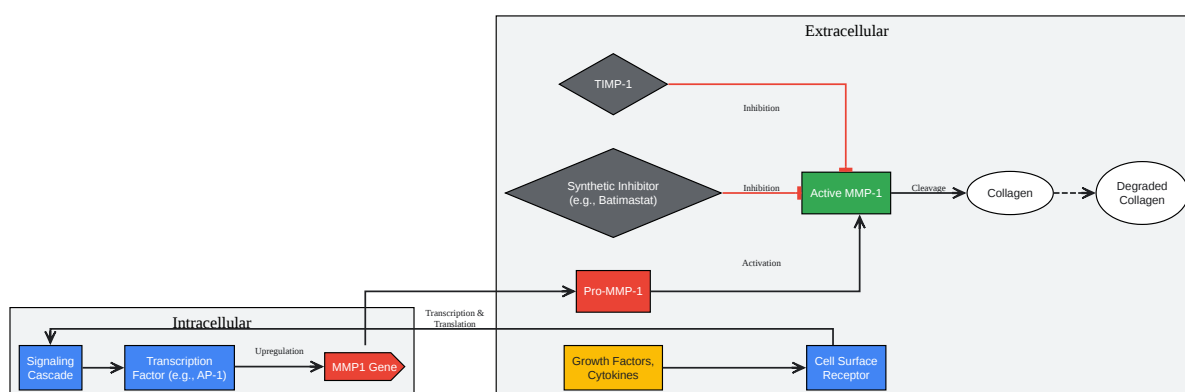 Extracellular
TIMP-1
Inhibition
Synthetic Inhibitor
(e.g., Batimastat)
Inhibition
Active MMP-1
Cleavage
Collagen
Degraded
Collagen
Activation
Pro-MMP-1
Transcription &
Translation
Intracellular
Signaling
Cascade
Transcription
Factor (e.g., AP-1)
Upregulation
MMP1 Gene
Growth Factors,
Cytokines
Cell Surface
Receptor